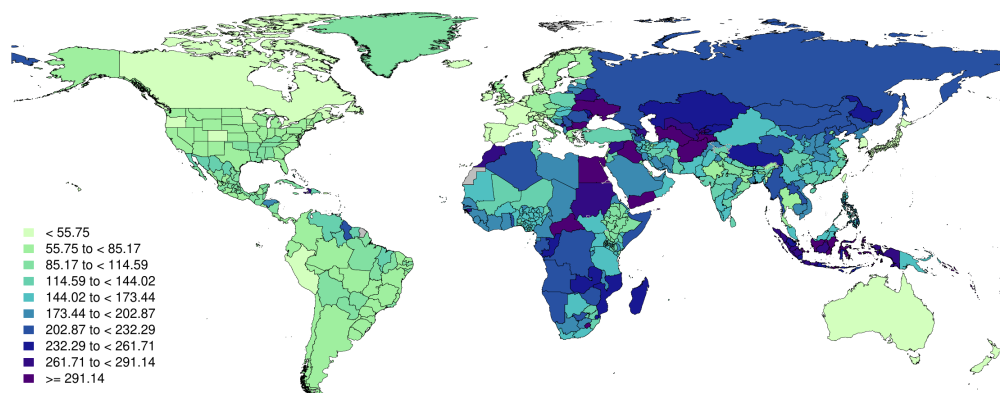 < 55.75
55.75 to < 85.17
85.17 to < 114.59
114.59 to < 144.02
144.02 to < 173.44
173.44 to < 202.87
202.87 to < 232.29
232.29 to < 261.71
261.71 to < 291.14
>= 291.14